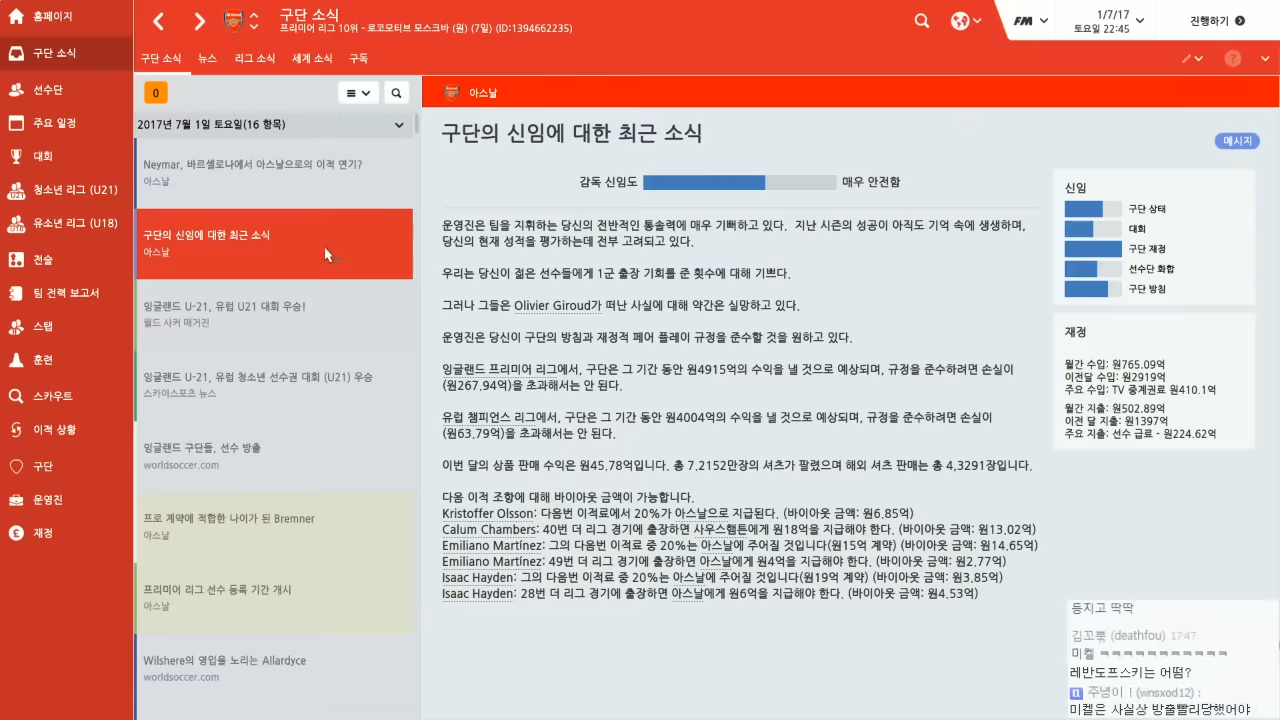 홈페이지
구단 소식
선수단
주요 일정
대회
청소년 리그 (U21)
유소년 리그 (U18)
전술
팀 전력 보고서
스탭
훈련
스카우트
이적 상황
구단
운영진
재정
구단 소식
프리미어 리그 10위 - 로코모티브 모스크바 (원) (7일) (ID:1394662235)
FM
1/7/17
토요일 22:45
진행하기
구단 소식 뉴스 리그 소식 세계 소식 구독
0
2017년 7월 1일 토요일(16 항목)
Neymar, 바르셀로나에서 아스날으로의 이적 연기?
아스날
구단의 신임에 대한 최근 소식
아스날
잉글랜드 U-21, 유럽 U21 대회 우승!
월드 사커 매거진
잉글랜드 U-21, 유럽 청소년 선수권 대회 (U21) 우승
스카이스포츠 뉴스
잉글랜드 구단들, 선수 방출
worldsoccer.com
프로 계약에 적합한 나이가 된 Bremner
아스날
프리미어 리그 선수 등록 기간 개시
아스날
Wilshere의 영입을 노리는 Allardyce
worldsoccer.com
아스날
구단의 신임에 대한 최근 소식
메시지
감독 신임도 매우 안전함
운영진은 팀을 지휘하는 당신의 전반적인 통솔력에 매우 기뻐하고 있다. 지난 시즌의 성공이 아직도 기억 속에 생생하며,
당신의 현재 성적을 평가하는데 전부 고려되고 있다.
우리는 당신이 젊은 선수들에게 1군 출장 기회를 준 횟수에 대해 기쁘다.
그러나 그들은 Olivier Giroud가 떠난 사실에 대해 약간은 실망하고 있다.
운영진은 당신이 구단의 방침과 재정적 페어 플레이 규정을 준수할 것을 원하고 있다.
잉글랜드 프리미어 리그에서, 구단은 그 기간 동안 원4915억의 수익을 낼 것으로 예상되며, 규정을 준수하려면 손실이
(원267.94억)을 초과해서는 안 된다.
유럽 챔피언스 리그에서, 구단은 그 기간 동안 원4004억의 수익을 낼 것으로 예상되며, 규정을 준수하려면 손실이
(원63.79억)을 초과해서는 안 된다.
이번 달의 상품 판매 수익은 원45.78억입니다. 총 7.2152만장의 셔츠가 팔렸으며 해외 셔츠 판매는 총 4,3291장입니다.
다음 이적 조항에 대해 바이아웃 금액이 가능합니다.
Kristoffer Olsson: 다음번 이적료에서 20%가 아스날으로 지급된다. (바이아웃 금액: 원6.85억)
Calum Chambers: 40번 더 리그 경기에 출장하면 사우스햄튼에게 원18억을 지급해야 한다. (바이아웃 금액: 원13.02억)
Emiliano Martínez: 그의 다음번 이적료 중 20%는 아스날에 주어질 것입니다(원15억 계약) (바이아웃 금액: 원14.65억)
Emiliano Martínez: 49번 더 리그 경기에 출장하면 아스날에게 원4억을 지급해야 한다. (바이아웃 금액: 원2.77억)
Isaac Hayden: 그의 다음번 이적료 중 20%는 아스날에 주어질 것입니다(원19억 계약) (바이아웃 금액: 원3.85억)
Isaac Hayden: 28번 더 리그 경기에 출장하면 아스날에게 원6억을 지급해야 한다. (바이아웃 금액: 원4.53억)
신임
구단 상태
대회
구단 재정
선수단 화합
구단 방침
재정
월간 수입: 원765.09억
이전달 수입: 원2919억
주요 수입: TV 중계권료 원410.1억
월간 지출: 원502.89억
이전 달 지출: 원1397억
주요 지출: 선수 급료 - 원224.62억
등지고 딱딱
김꼬훗 (deathfou) 17:47
미켈 ㅋㅋㅋㅋㅋㅋㅋㅋㅋㅋㅋ
레반도프스키는 어떰?
주녕이 ! (wnsxod12) :
미켈은 사실상 방출빨리당했어야